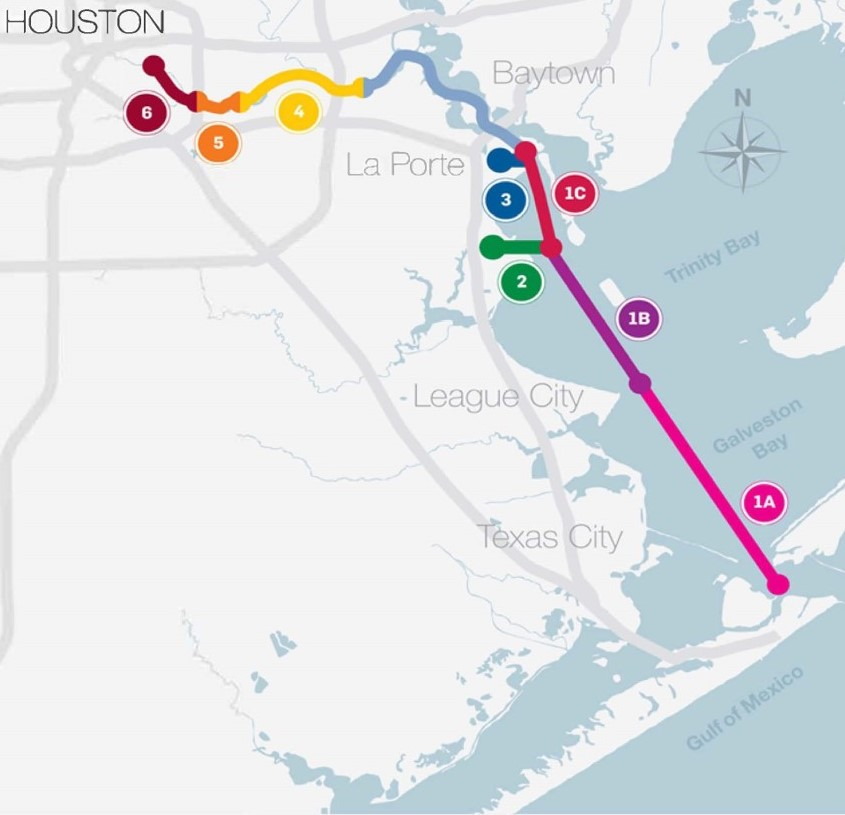 HOUSTON
Baytown
N
6
4
5
La Porte
3
1C
Trinity Bay
2
1B
League City
Galveston
Bay
1A
Texas City
Gulf of Mexico